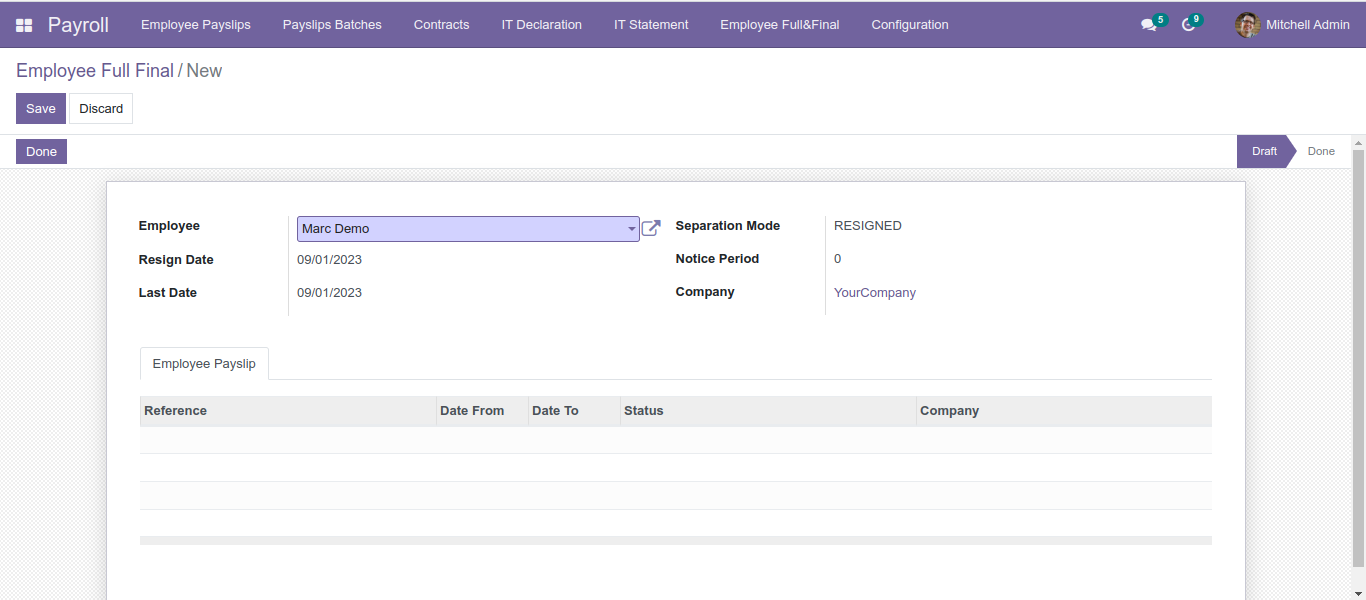 Payroll Employee Payslips Payslips Batches Contracts IT Declaration IT Statement Employee Full&Final Configuration 5 9 Mitchell Admin
Employee Full Final / New
Save Discard
Done Draft Done
Employee Marc Demo Separation Mode RESIGNED
Resign Date 09/01/2023 Notice Period 0
Last Date 09/01/2023 Company YourCompany
Employee Payslip
Reference Date From Date To Status Company